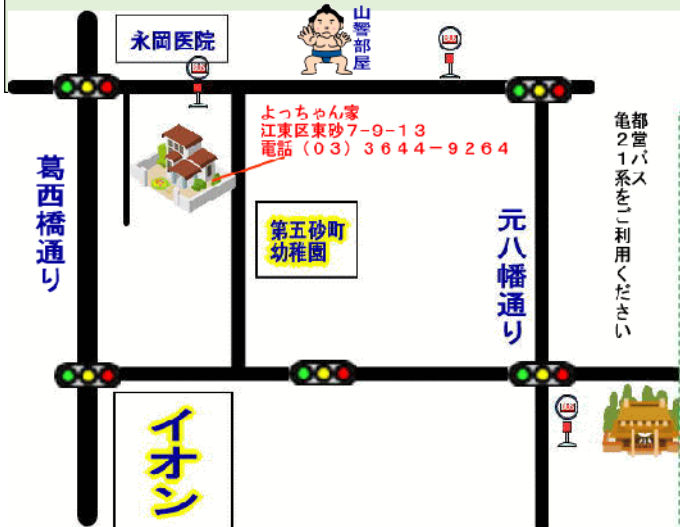 永岡医院
山響部屋
よっちゃん家
江東区東砂7-9-13
電話(03)3644-9264
葛西橋通り
第五砂町
幼稚園
元八幡通り
都営バス
亀21系をご利用ください
イオン